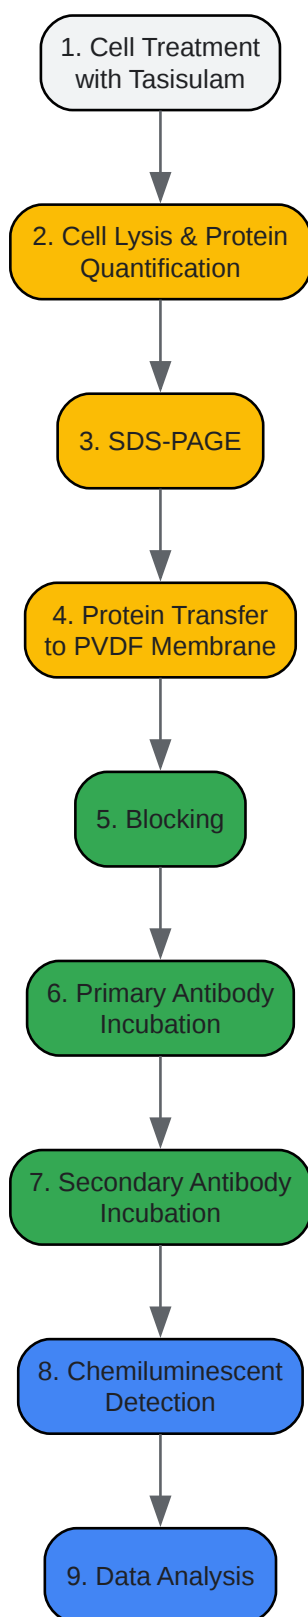 1. Cell Treatment
with Tasisulam
2. Cell Lysis & Protein
Quantification
3. SDS-PAGE
4. Protein Transfer
to PVDF Membrane
5. Blocking
6. Primary Antibody
Incubation
7. Secondary Antibody
Incubation
8. Chemiluminescent
Detection
9. Data Analysis